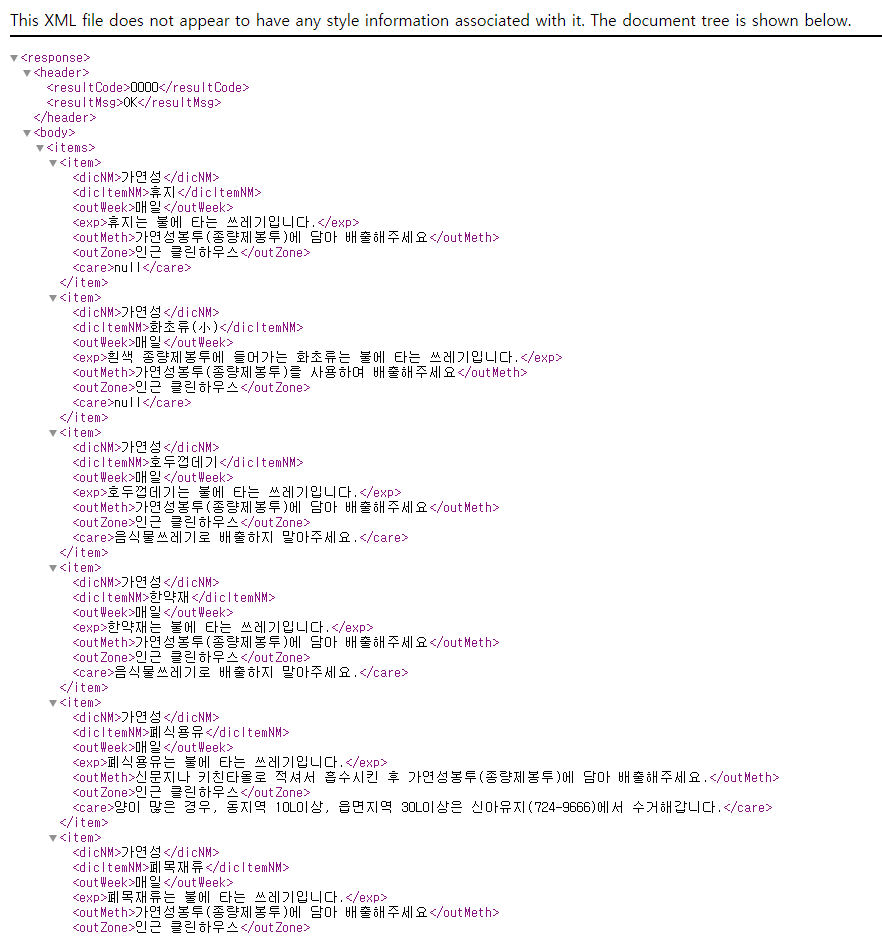 This XML file does not appear to have any style information associated with it. The document tree is shown below.
▼<response>
▼<header>
<resultCode>0000</resultCode>
<resultMsg>OK</resultMsg>
</header>
▼<body>
▼<items>
▼<item>
<dicNM>가연성</dicNM>
<dicItemNM>휴지</dicItemNM>
<outWeek>매일</outWeek>
<exp>휴지는 불에 타는 쓰레기입니다.</exp>
<outMeth>가연성봉투(종량제봉투)에 담아 배출해주세요</outMeth>
<outZone>인근 클린하우스</outZone>
<care>null</care>
</item>
▼<item>
<dicNM>가연성</dicNM>
<dicItemNM>화초류(小)</dicItemNM>
<outWeek>매일</outWeek>
<exp>흰색 종량제봉투에 들어가는 화초류는 불에 타는 쓰레기입니다.</exp>
<outMeth>가연성봉투(종량제봉투)를 사용하여 배출해주세요</outMeth>
<outZone>인근 클린하우스</outZone>
<care>null</care>
</item>
▼<item>
<dicNM>가연성</dicNM>
<dicItemNM>호두껍데기</dicItemNM>
<outWeek>매일</outWeek>
<exp>호두껍데기는 불에 타는 쓰레기입니다.</exp>
<outMeth>가연성봉투(종량제봉투)에 담아 배출해주세요</outMeth>
<outZone>인근 클린하우스</outZone>
<care>음식물쓰레기로 배출하지 말아주세요.</care>
</item>
▼<item>
<dicNM>가연성</dicNM>
<dicItemNM>한약재</dicItemNM>
<outWeek>매일</outWeek>
<exp>한약재는 불에 타는 쓰레기입니다.</exp>
<outMeth>가연성봉투(종량제봉투)에 담아 배출해주세요</outMeth>
<outZone>인근 클린하우스</outZone>
<care>음식물쓰레기로 배출하지 말아주세요.</care>
</item>
▼<item>
<dicNM>가연성</dicNM>
<dicItemNM>폐식용유</dicItemNM>
<outWeek>매일</outWeek>
<exp>폐식용유는 불에 타는 쓰레기입니다.</exp>
<outMeth>신문지나 키친타올로 적셔서 흡수시킨 후 가연성봉투(종량제봉투)에 담아 배출해주세요.</outMeth>
<outZone>인근 클린하우스</outZone>
<care>양이 많은 경우, 동지역 10L이상, 읍면지역 30L이상은 신아유지(724-9666)에서 수거해갑니다.</care>
</item>
▼<item>
<dicNM>가연성</dicNM>
<dicItemNM>폐목재류</dicItemNM>
<outWeek>매일</outWeek>
<exp>폐목재류는 불에 타는 쓰레기입니다.</exp>
<outMeth>가연성봉투(종량제봉투)에 담아 배출해주세요</outMeth>
<outZone>인근 클린하우스</outZone>